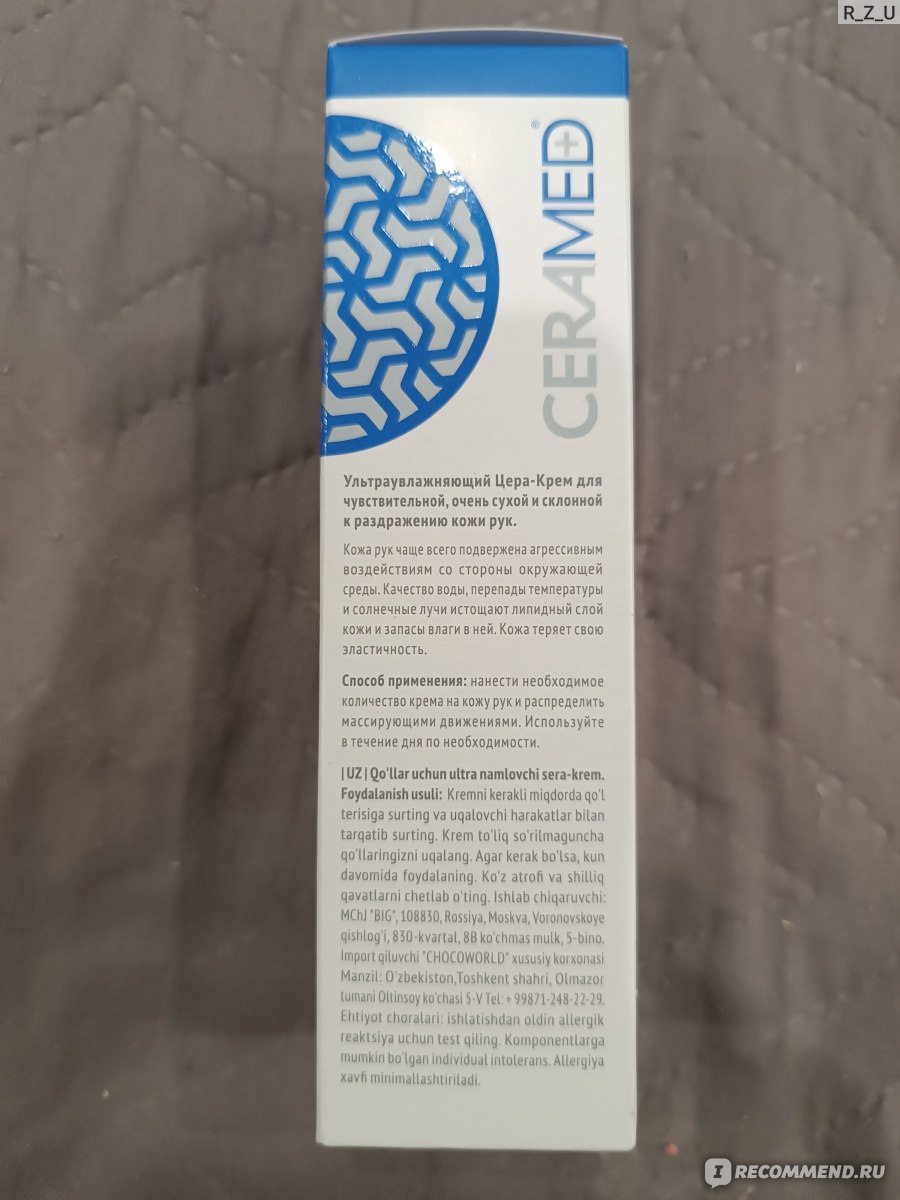 R_Z_U
CERAMED®
Ультраувлажняющий Цера-Крем для
чувствительной, очень сухой и склонной
к раздражению кожи рук.
Кожа рук чаще всего подвержена агрессивным
воздействиям со стороны окружающей
среды. Качество воды, перепады температуры
и солнечные лучи истощают липидный слой
кожи и запасы влаги в ней. Кожа теряет свою
эластичность.
Способ применения: нанести необходимое
количество крема на кожу рук и распределить
массирующими движениями. Используйте
в течение дня по необходимости.
| UZ | Qo'llar uchun ultra namlovchi sera-krem.
Foydalanish usuli: Kremni kerakli miqdorda qo'l
terisiga surting va uqalovchi harakatlar bilan
tarqatib surting. Krem to'liq so'rilmaguncha
qo'llaringizni uqalang. Agar kerak bo'lsa, kun
davomida foydalaning. Ko'z atrofi va shilliq
qavatlarni chetlab o'ting. Ishlab chiqaruvchi:
MChJ "BIG", 108830, Rossiya, Moskva, Voronovskoye
qishlog'i, 830-kvartal, 8B ko'chmas mulk, 5-bino.
Import qiluvchi "CHOCOWORLD" xususiy korxonasi
Manzil: O'zbekiston,Toshkent shahri, Olmazor
tumani Oltinsoy ko'chasi 5-V Tel: + 99871-248-22-29.
Ehtiyot choralari: ishlatishdan oldin allergik
reaktsiya uchun test qiling. Komponentlarga
mumkin bo'lgan individual intolerans. Allergiya
xavfi minimallashtiriladi.
IRECOMMEND.RU